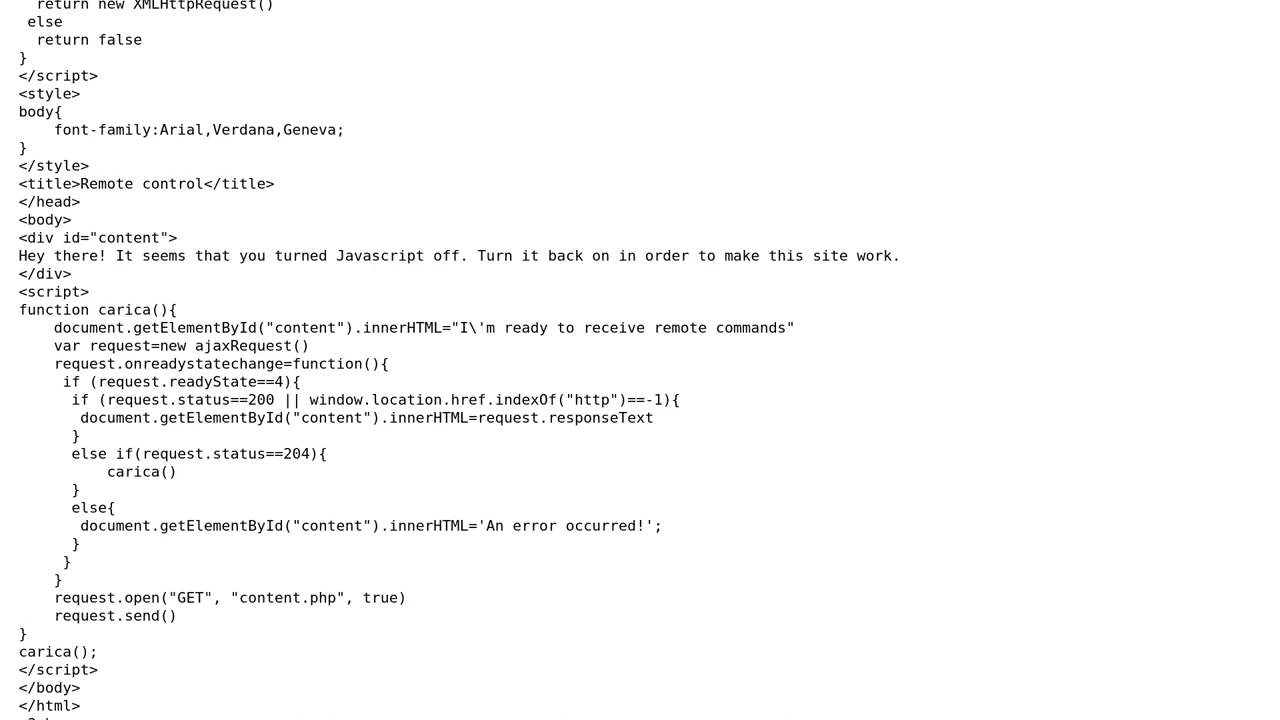 return new XMLHttpRequest()
else
return false
}
</script>
<style>
body{
font-family:Arial,Verdana,Geneva;
}
</style>
<title>Remote control</title>
</head>
<body>
<div id="content">
Hey there! It seems that you turned Javascript off. Turn it back on in order to make this site work.
</div>
<script>
function carica(){
document.getElementById("content").innerHTML="I\'m ready to receive remote commands"
var request=new ajaxRequest()
request.onreadystatechange=function(){
if (request.readyState==4){
if (request.status==200 || window.location.href.indexOf("http")==-1){
document.getElementById("content").innerHTML=request.responseText
}
else if(request.status==204){
carica()
}
else{
document.getElementById("content").innerHTML='An error occurred!';
}
}
}
request.open("GET", "content.php", true)
request.send()
}
carica();
</script>
</body>
</html>